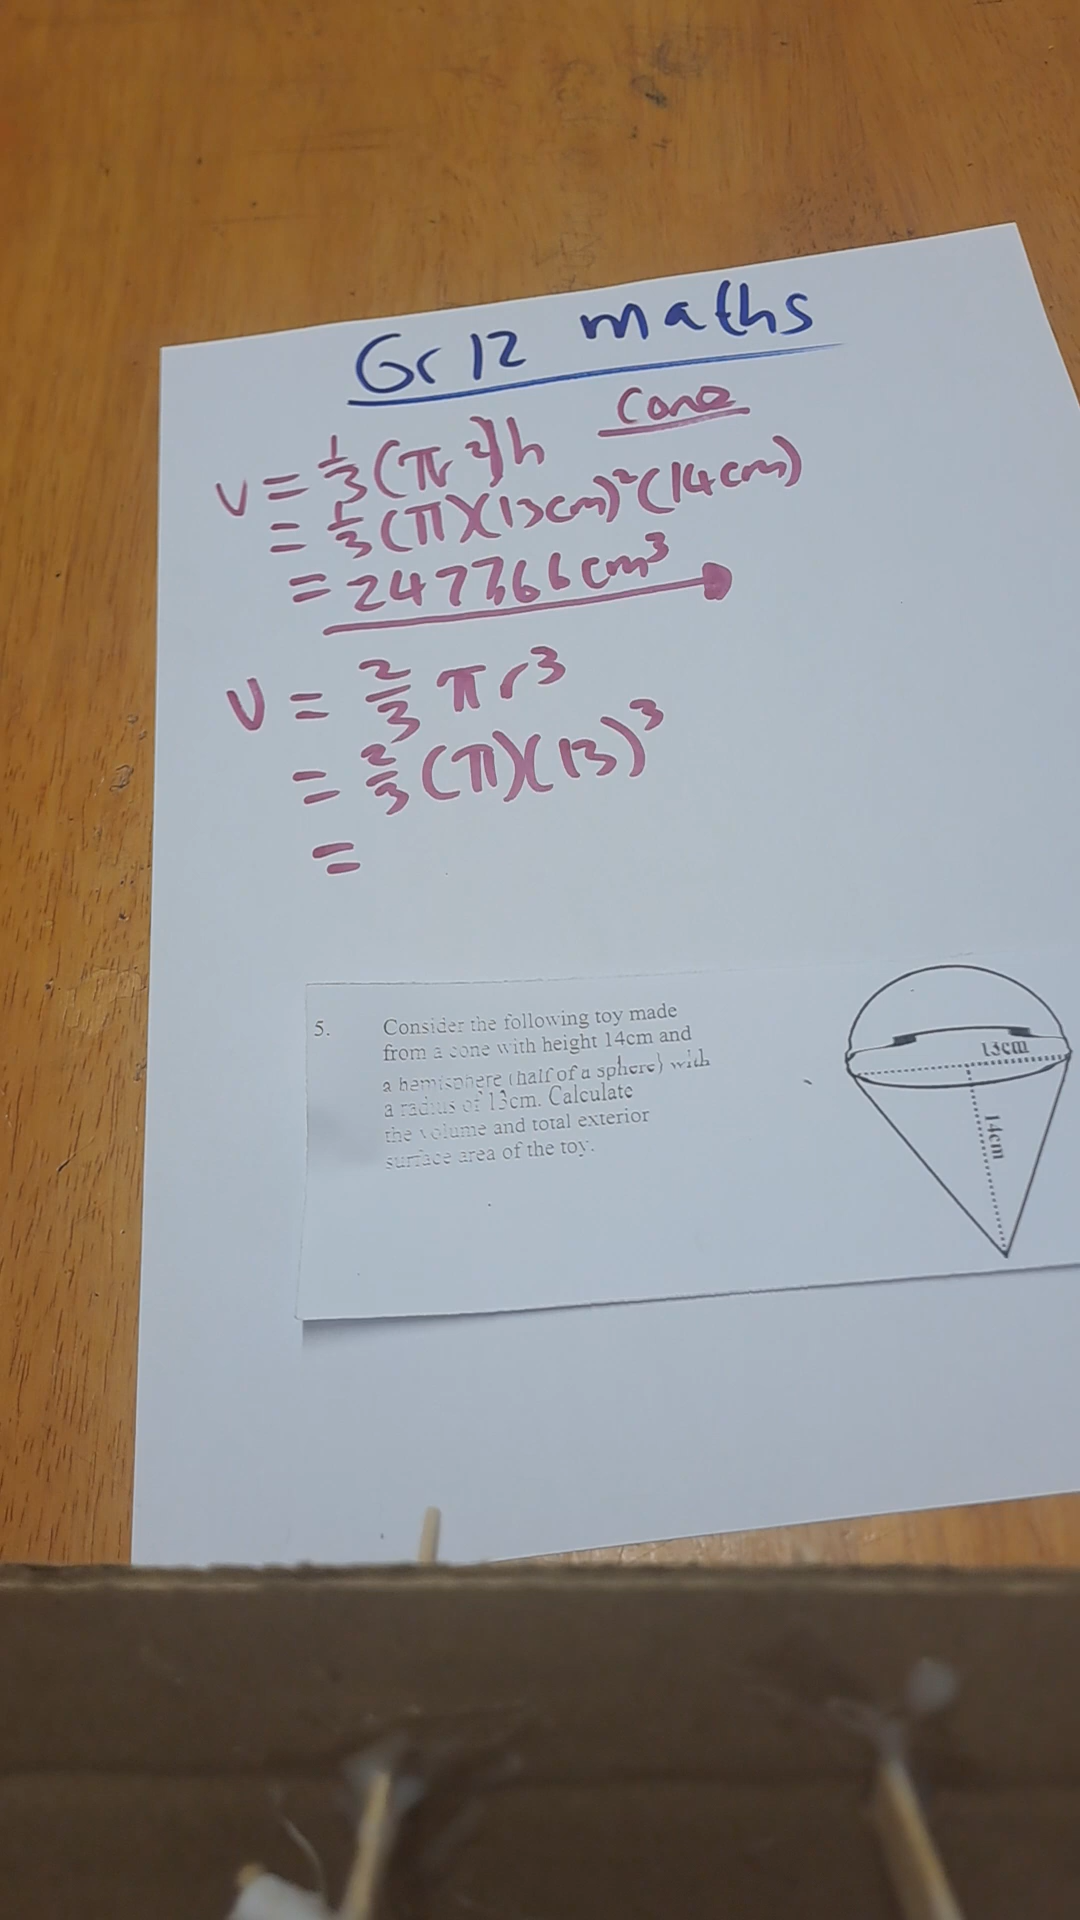 Gr 12 maths
Cone
V = 1/3 (πr²)h
= 1/3 (π)(13cm)²(14cm)
= 2477,66cm³
V = 2/3 πr³
= 2/3 (π)(13)³
=
5. Consider the following toy made
from a cone with height 14cm and
a hemisphere (half of a sphere) with
a radius of 13cm. Calculate
the volume and total exterior
surface area of the toy.
13cm
14cm